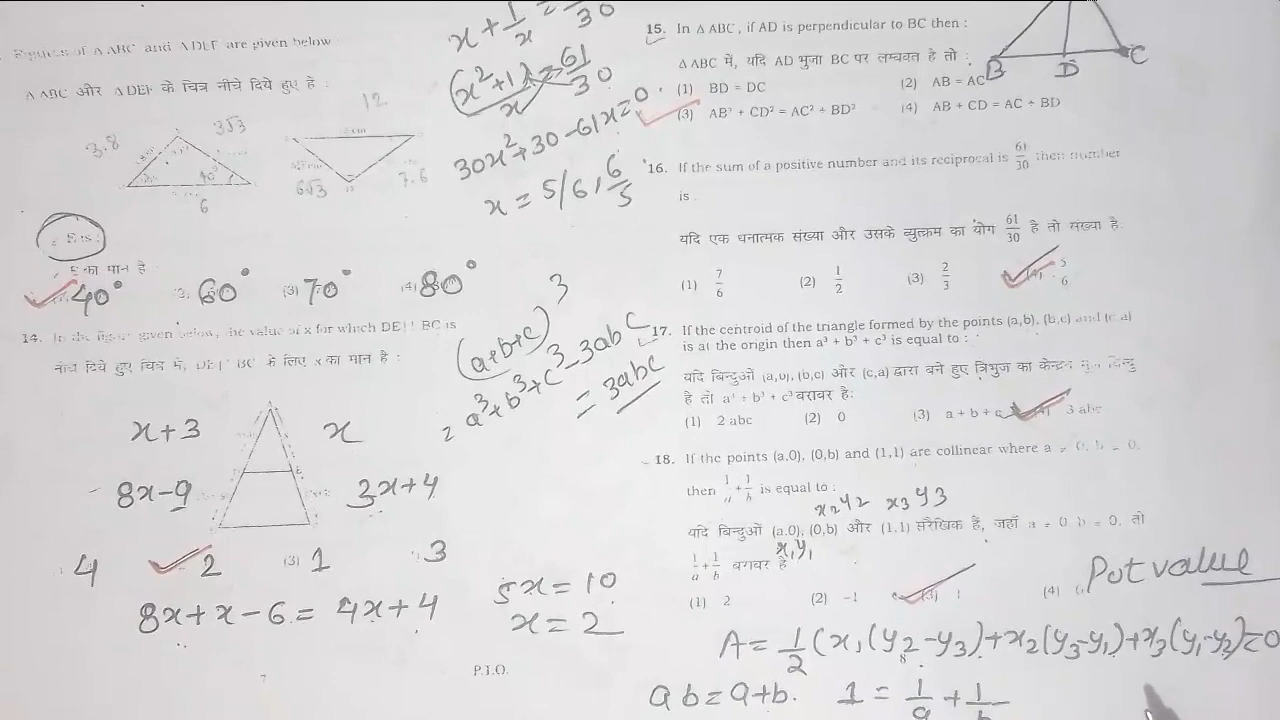 Figures of Δ ABC and Δ DEF are given below
Δ ABC और Δ DEF के चित्र नीचे दिये हुए है :
3.8
3√3
60°
6
12
6√3
7.6
का मान है
40°
60°
(3) 70°
(4) 80°
14. In the figure given below, the value of x for which DE || BC is
नीचे दिये हुए चित्र में, DE || BC के लिए x का मान है :
x+3
x
8x-9
3x+4
4
2
(3) 1
3
8x+x-6 = 4x+4
5x = 10
x = 2
7
P.T.O.
x + 1/x = /30
(x²+1)/x = 61/30
30x²+30-61x=0
x = 5/6, 6/5
(a+b+c)³
= a³+b³+c³-3abc
= 3abc
15. In Δ ABC, if AD is perpendicular to BC then :
Δ ABC में, यदि AD भुजा BC पर लम्बवत है तो :
(1) BD = DC
(2) AB = AC
(3) AB² + CD² = AC² + BD²
(4) AB + CD = AC + BD
B
D
C
16. If the sum of a positive number and its reciprocal is 61/30 then number
is
यदि एक धनात्मक संख्या और उसके व्युत्क्रम का योग 61/30 है तो संख्या है:
(1) 7/6
(2) 1/2
(3) 2/3
5/6
17. If the centroid of the triangle formed by the points (a,b), (b,c) and (c,a)
is at the origin then a³ + b³ + c³ is equal to :
यदि बिन्दुओं (a,b), (b,c) और (c,a) द्वारा बने हुए त्रिभुज का केन्द्रक मूल बिन्दु
है तो a³ + b³ + c³ बराबर है:
(1) 2 abc
(2) 0
(3) a + b + c
3 abc
18. If the points (a,0), (0,b) and (1,1) are collinear where a ≠ 0, b ≠ 0,
then 1/a + 1/b is equal to :
x₂y₂ x₃y₃
यदि बिन्दुओं (a,0), (0,b) और (1,1) संरेखिक है, जहाँ a ≠ 0, b ≠ 0, तो
x₁y₁
1/a + 1/b बराबर है
(1) 2
(2) -1
(3) 1
(4)
Put value
A = 1/2 (x₁(y₂-y₃)+x₂(y₃-y₁)+x₃(y₁-y₂)=0
ab = a+b. 1 = 1/a + 1/b